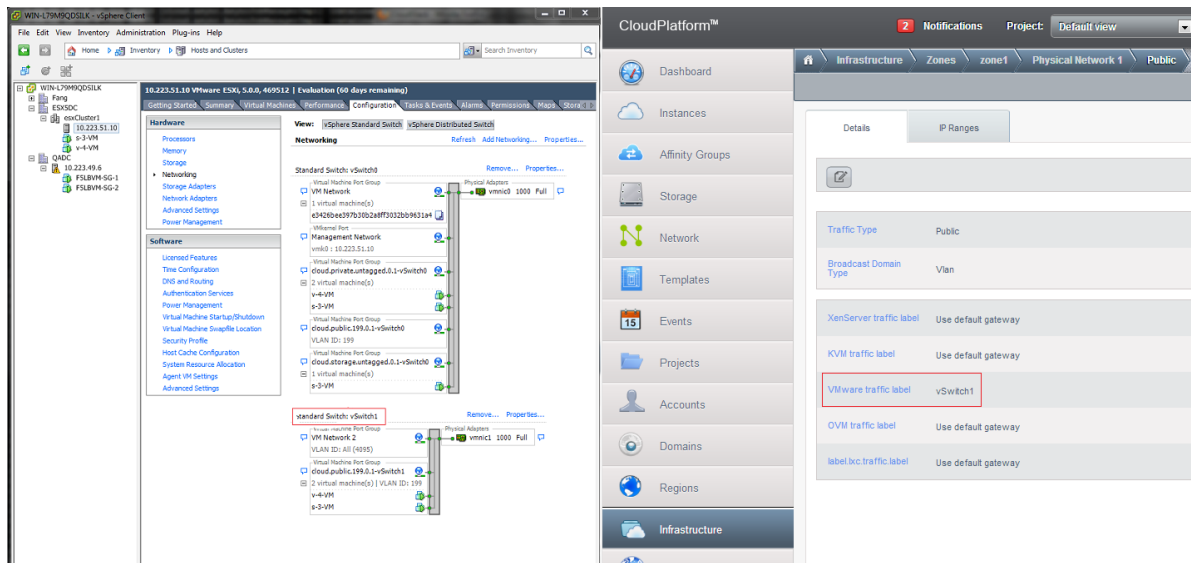 WIN-L79M9QDSILK - vSphere Client
File Edit View Inventory Administration Plug-ins Help
Home Inventory Hosts and Clusters
Search Inventory
WIN-L79M9QDSILK
Fang
ESXSDC
esxCluster1
10.223.51.10
s-3-VM
v-4-VM
QADC
10.223.49.6
FSLBVM-SG-1
FSLBVM-SG-2
10.223.51.10 VMware ESXi, 5.0.0, 469512 | Evaluation (60 days remaining)
Getting Started Summary Virtual Machines Performance Configuration Tasks & Events Alarms Permissions Maps Stora
Hardware
Processors
Memory
Storage
Networking
Storage Adapters
Network Adapters
Advanced Settings
Power Management
Software
Licensed Features
Time Configuration
DNS and Routing
Authentication Services
Power Management
Virtual Machine Startup/Shutdown
Virtual Machine Swapfile Location
Security Profile
Host Cache Configuration
System Resource Allocation
Agent VM Settings
Advanced Settings
View: vSphere Standard Switch vSphere Distributed Switch
Networking Refresh Add Networking... Properties...
Standard Switch: vSwitch0 Remove... Properties...
Virtual Machine Port Group Physical Adapters
VM Network vmnic0 1000 Full
1 virtual machine(s)
e3426bee397b30b2a8ff3032bb9631a4
VMkernel Port
Management Network
vmk0 : 10.223.51.10
Virtual Machine Port Group
cloud.private.untagged.0.1-vSwitch0
2 virtual machine(s)
v-4-VM
s-3-VM
Virtual Machine Port Group
cloud.public.199.0.1-vSwitch0
VLAN ID: 199
Virtual Machine Port Group
cloud.storage.untagged.0.1-vSwitch0
1 virtual machine(s)
s-3-VM
Standard Switch: vSwitch1 Remove... Properties...
Virtual Machine Port Group Physical Adapters
VM Network 2 vmnic1 1000 Full
VLAN ID: All (4095)
Virtual Machine Port Group
cloud.public.199.0.1-vSwitch1
2 virtual machine(s) | VLAN ID: 199
v-4-VM
s-3-VM
CloudPlatform™ 2 Notifications Project: Default view
Infrastructure Zones zone1 Physical Network 1 Public
Dashboard
Instances
Affinity Groups
Storage
Network
Templates
15 Events
Projects
Accounts
Domains
Regions
Infrastructure
Details IP Ranges
Traffic Type Public
Broadcast Domain
Type Vlan
XenServer traffic label Use default gateway
KVM traffic label Use default gateway
VMware traffic label vSwitch1
OVM traffic label Use default gateway
label.lxc.traffic.label Use default gateway